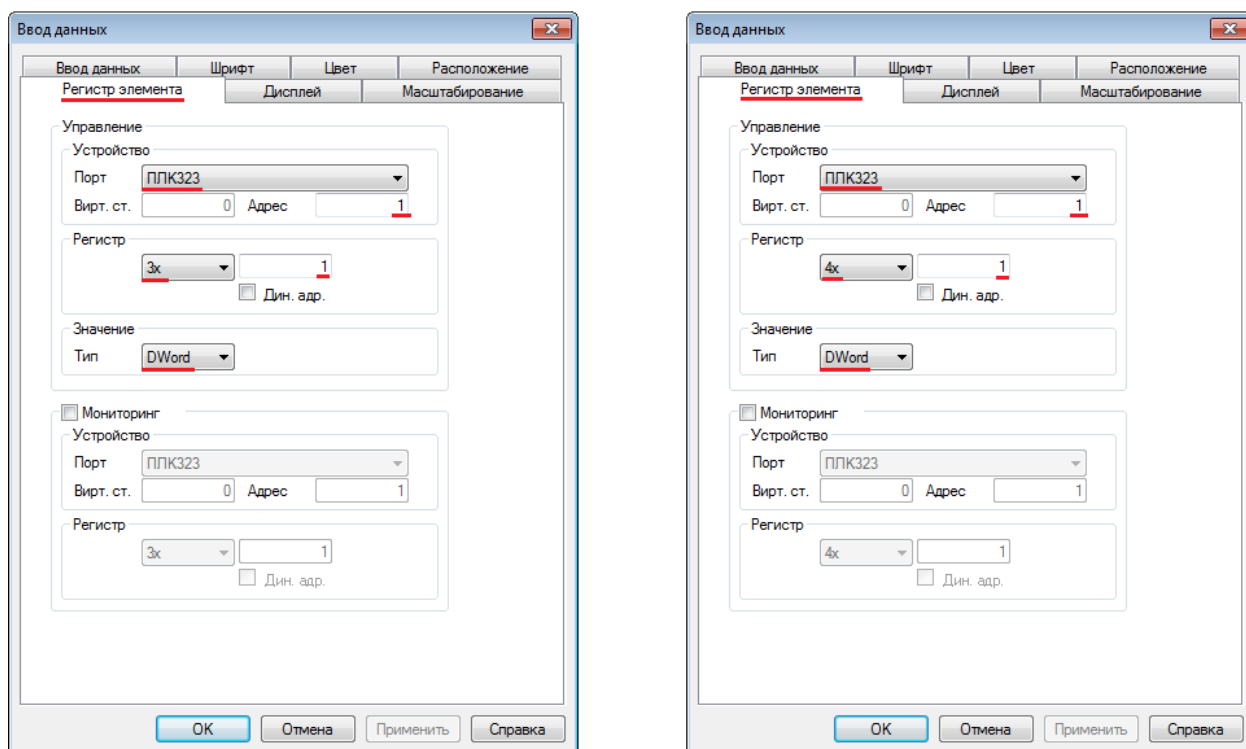 Ввод данных
Ввод данных Шрифт Цвет Расположение
Регистр элемента Дисплей Масштабирование
Управление
Устройство
Порт ПЛК323
Вирт. ст. 0 Адрес 1
Регистр
3x 1
Дин. адр.
Значение
Тип DWord
Мониторинг
Устройство
Порт ПЛК323
Вирт. ст. 0 Адрес 1
Регистр
3x 1
Дин. адр.
OK Отмена Применить Справка
Ввод данных
Ввод данных Шрифт Цвет Расположение
Регистр элемента Дисплей Масштабирование
Управление
Устройство
Порт ПЛК323
Вирт. ст. 0 Адрес 1
Регистр
4x 1
Дин. адр.
Значение
Тип DWord
Мониторинг
Устройство
Порт ПЛК323
Вирт. ст. 0 Адрес 1
Регистр
4x 1
Дин. адр.
OK Отмена Применить Справка